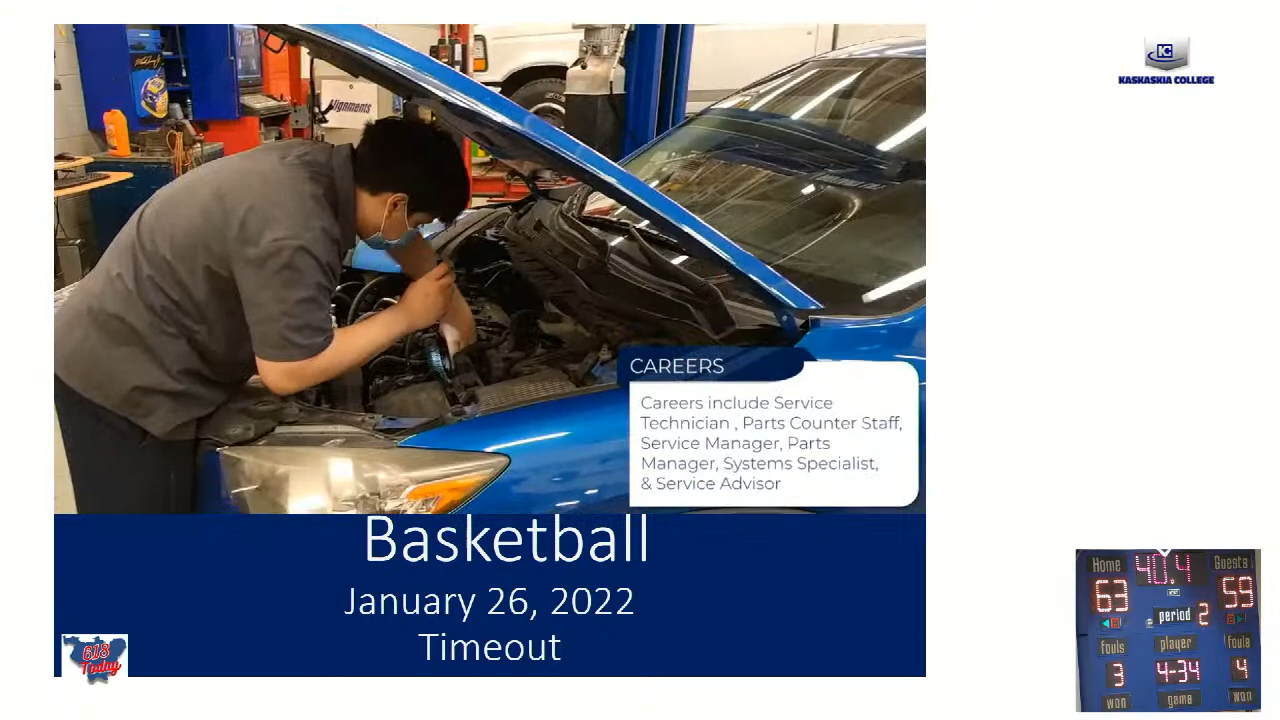 KC
KASKASKIA COLLEGE
Alignments
CAREERS
Careers include Service
Technician , Parts Counter Staff,
Service Manager, Parts
Manager, Systems Specialist,
& Service Advisor
Basketball
January 26, 2022
Timeout
618
Today
Home 40.4 Guests
63 59
period 2
fouls player fouls
3 4-34 4
won game won